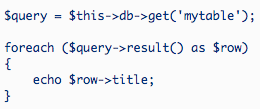 $query = $this->db->get('mytable');
foreach ($query->result() as $row)
{
echo $row->title;
}